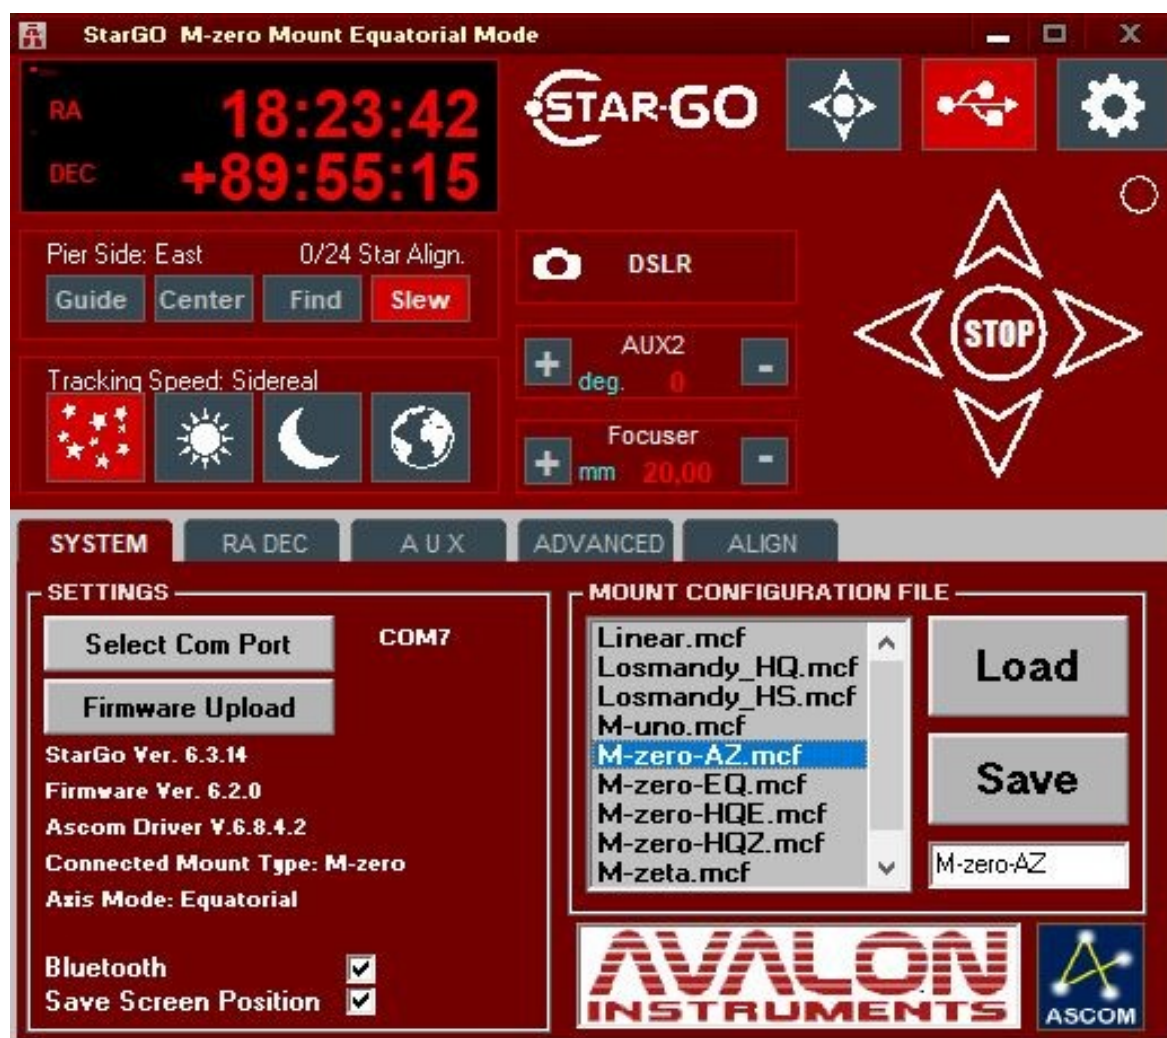 StarGO M-zero Mount Equatorial Mode
RA 18:23:42
DEC +89:55:15
STAR-GO
Pier Side: East 0/24 Star Align.
Guide Center Find Slew
DSLR
AUX2
+ deg. 0 -
STOP
Tracking Speed: Sidereal
Focuser
+ mm 20,00 -
SYSTEM RA DEC AUX ADVANCED ALIGN
SETTINGS
Select Com Port COM7
Firmware Upload
StarGo Ver. 6.3.14
Firmware Ver. 6.2.0
Ascom Driver V.6.8.4.2
Connected Mount Type: M-zero
Axis Mode: Equatorial
Bluetooth
Save Screen Position
MOUNT CONFIGURATION FILE
Linear.mcf
Losmandy_HQ.mcf
Losmandy_HS.mcf
M-uno.mcf
M-zero-AZ.mcf
M-zero-EQ.mcf
M-zero-HQE.mcf
M-zero-HQZ.mcf
M-zeta.mcf
Load
Save
M-zero-AZ
AVALON
INSTRUMENTS
ASCOM